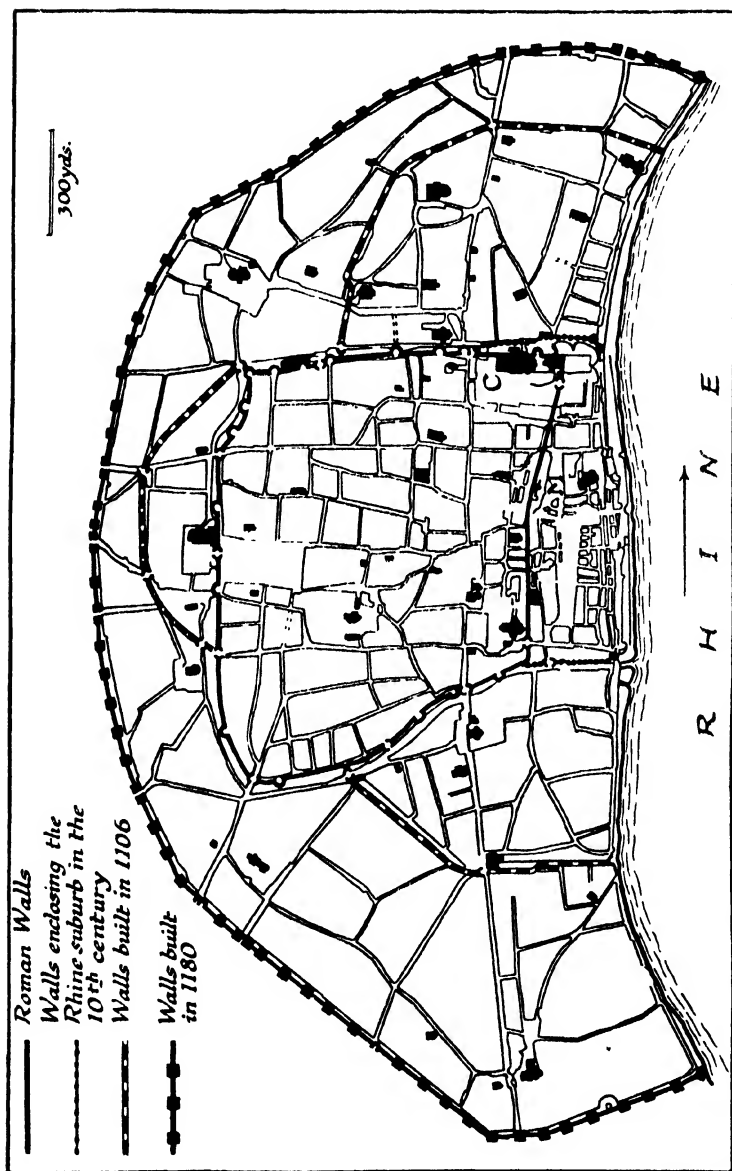 Roman Walls
Walls enclosing the
Rhine suburb in the
10th century
Walls built in 1106
Walls built
in 1180
300yds.
C
M
RHINE